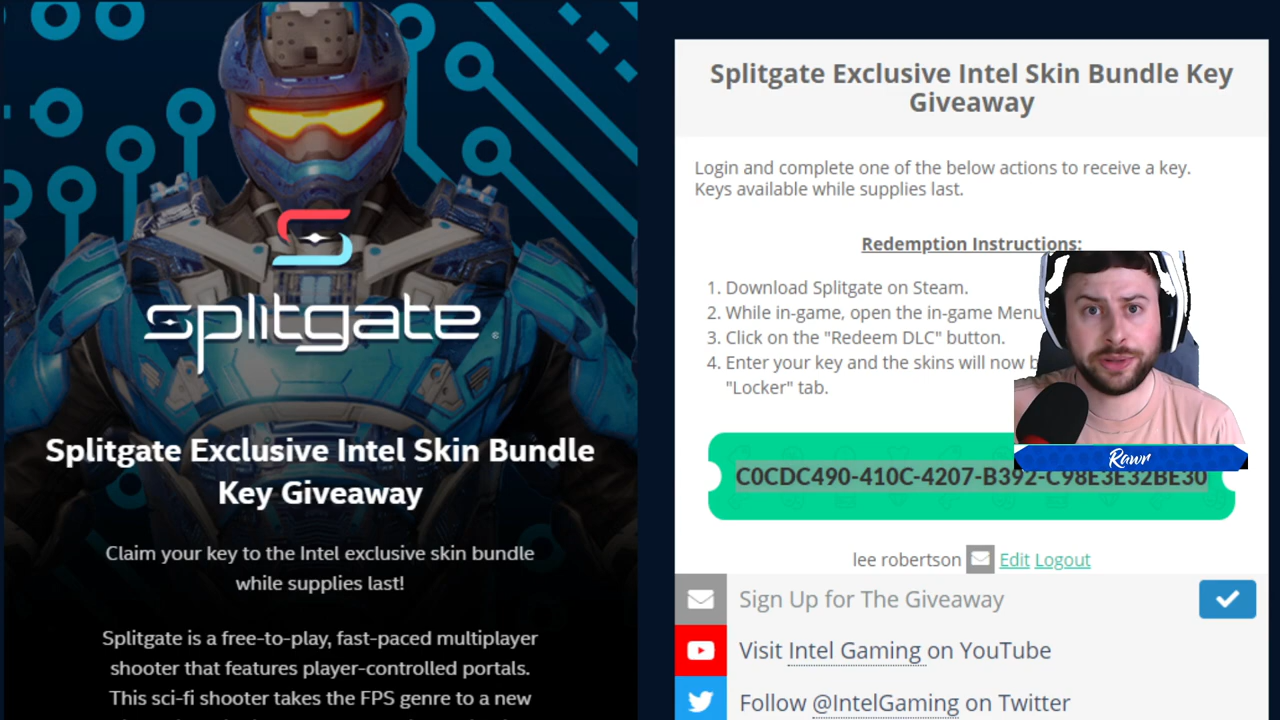 splitgate
Splitgate Exclusive Intel Skin Bundle
Key Giveaway
Claim your key to the Intel exclusive skin bundle
while supplies last!
Splitgate is a free-to-play, fast-paced multiplayer
shooter that features player-controlled portals.
This sci-fi shooter takes the FPS genre to a new
Splitgate Exclusive Intel Skin Bundle Key
Giveaway
Login and complete one of the below actions to receive a key.
Keys available while supplies last.
Redemption Instructions:
1. Download Splitgate on Steam.
2. While in-game, open the in-game Menu
3. Click on the "Redeem DLC" button.
4. Enter your key and the skins will now
"Locker" tab.
Rawr
C0CDC490-410C-4207-B392-C98E3E32BE30
lee robertson Edit Logout
Sign Up for The Giveaway
Visit Intel Gaming on YouTube
Follow @IntelGaming on Twitter